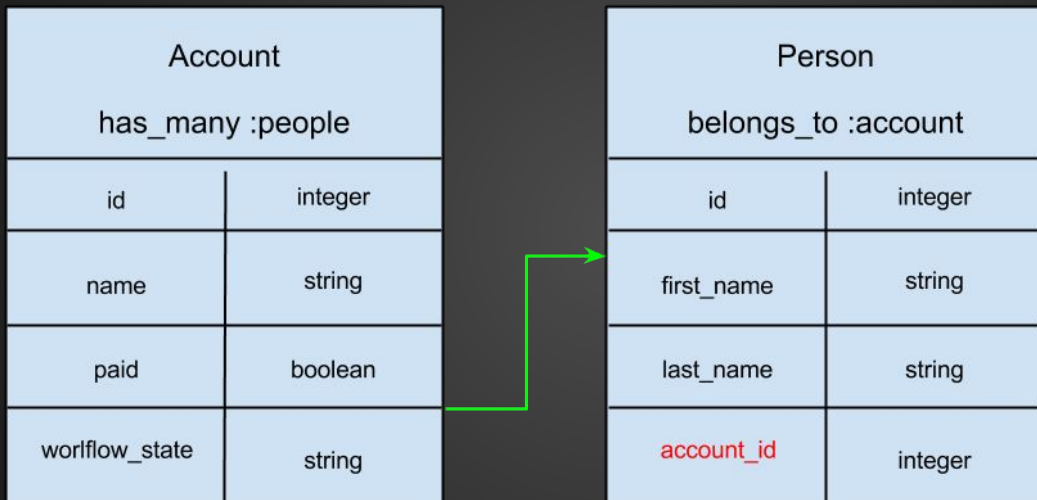 Account
has_many :people
id integer
name string
paid boolean
worlflow_state string
Person
belongs_to :account
id integer
first_name string
last_name string
account_id integer